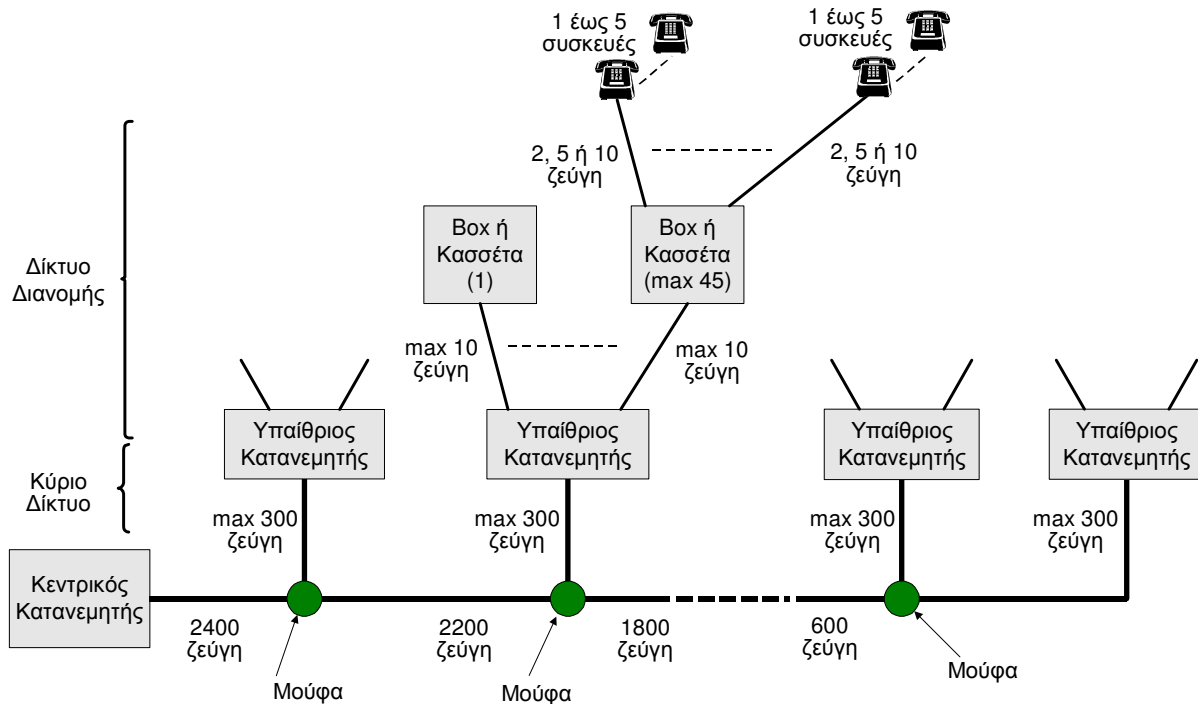 1 έως 5
συσκευές
1 έως 5
συσκευές
2, 5 ή 10
ζεύγη
2, 5 ή 10
ζεύγη
Box ή
Κασσέτα
(1)
Box ή
Κασσέτα
(max 45)
Δίκτυο
Διανομής
max 10
ζεύγη
max 10
ζεύγη
Υπαίθριος
Κατανεμητής
Υπαίθριος
Κατανεμητής
Υπαίθριος
Κατανεμητής
Υπαίθριος
Κατανεμητής
Κύριο
Δίκτυο
max 300
ζεύγη
max 300
ζεύγη
max 300
ζεύγη
max 300
ζεύγη
Κεντρικός
Κατανεμητής
2400
ζεύγη
2200
ζεύγη
1800
ζεύγη
600
ζεύγη
Μούφα
Μούφα
Μούφα